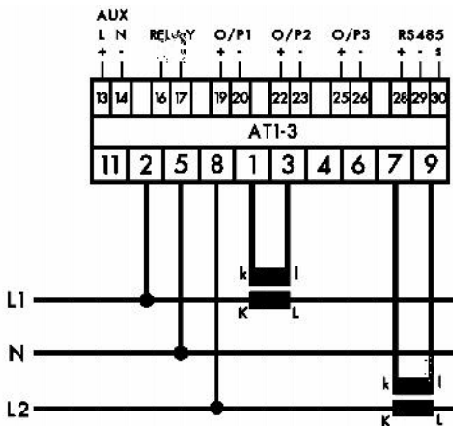 AUX
L N RELAY O/P1 O/P2 O/P3 RS485
+ - + - + - + - + - s
13 14 16 17 19 20 22 23 25 26 28 29 30
AT1-3
11 2 5 8 1 3 4 6 7 9
k l
L1
K L
N
k l
L2
K L